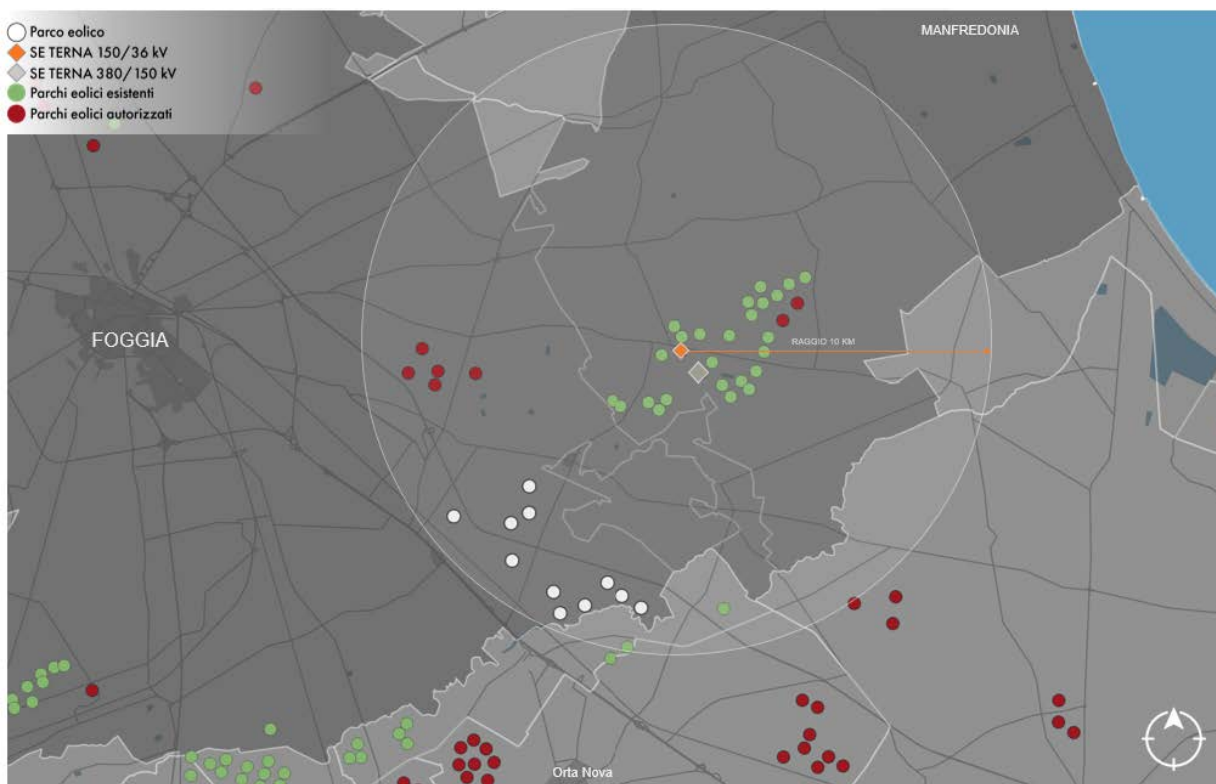 Parco eolico
SE TERNA 150/36 kV
SE TERNA 380/150 kV
Parchi eolici esistenti
Parchi eolici autorizzati
MANFREDONIA
FOGGIA
RAGGIO 10 KM
Orta Nova